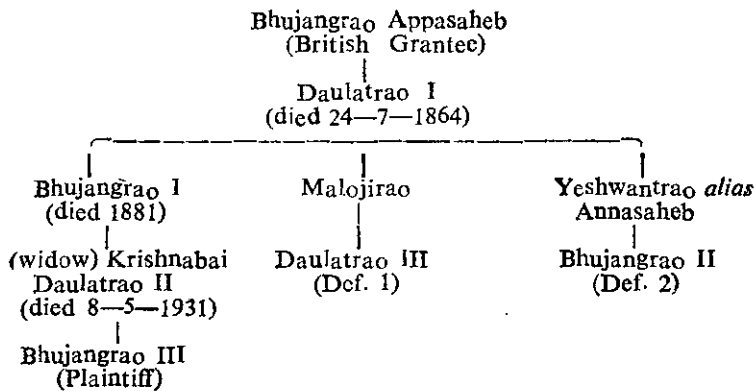 Bhujangrao Appasaheb
(British Grantee)
Daulatrao I
(died 24—7—1864)
Bhujangrao I
(died 1881)
Malojirao
Yeshwantrao alias
Annasaheb
(widow) Krishnabai
Daulatrao II
(died 8—5—1931)
Daulatrao III
(Def. 1)
Bhujangrao II
(Def. 2)
Bhujangrao III
(Plaintiff)